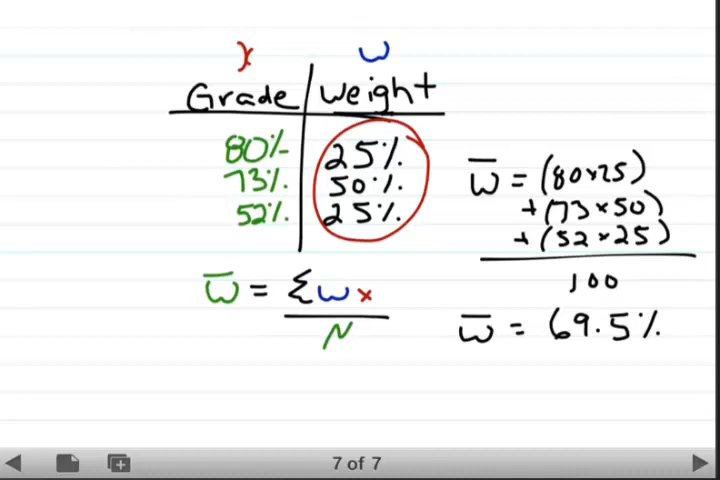 x w
Grade Weight
80% 25%
73% 50%
52% 25%
w̅ = Σwx
N
w̅ = (80×25)
+(73×50)
+(52×25)
100
w̅ = 69.5%
7 of 7